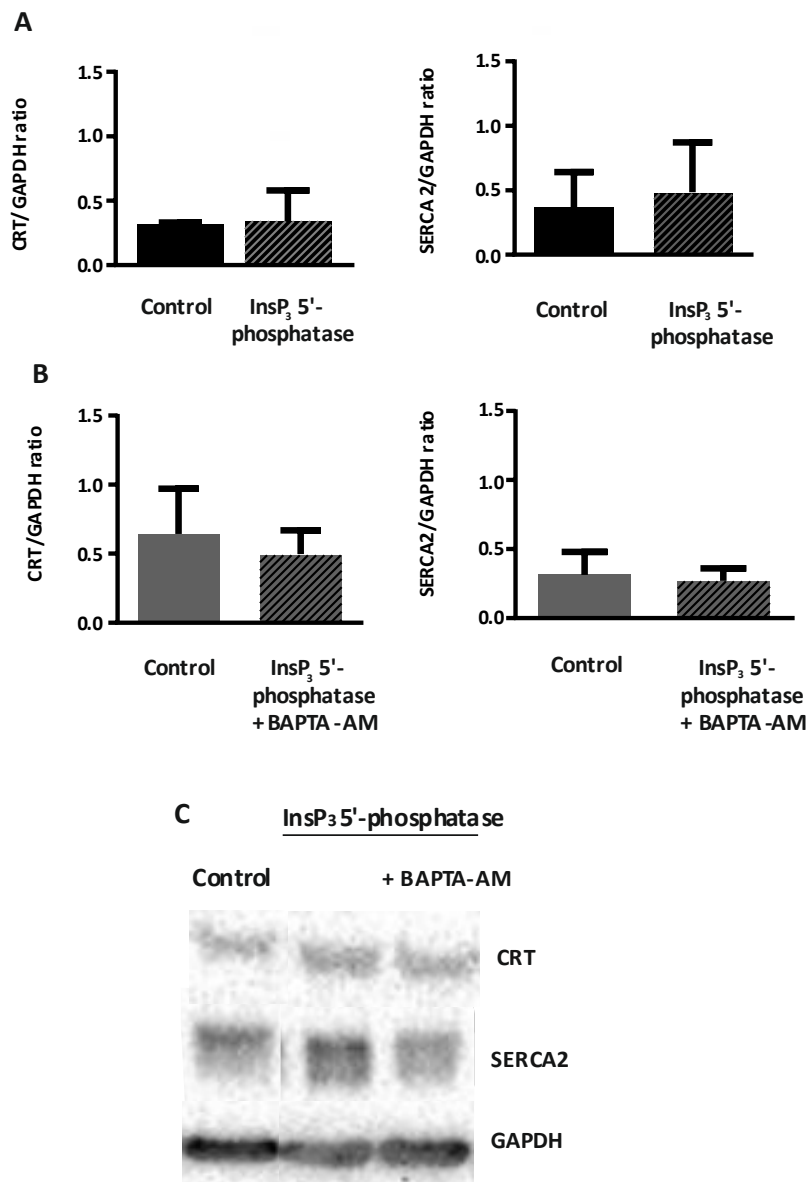 A
CRT/GAPDH ratio
1.5
1.0
0.5
0.0
Control
InsP₃ 5'-
phosphatase
SERCA 2/GAPDH ratio
1.5
1.0
0.5
0.0
Control
InsP₃ 5'-
phosphatase
B
CRT/GAPDH ratio
1.5
1.0
0.5
0.0
Control
InsP₃ 5'-
phosphatase
+ BAPTA-AM
SERCA2/GAPDH ratio
1.5
1.0
0.5
0.0
Control
InsP₃ 5'-
phosphatase
+ BAPTA-AM
C
InsP₃ 5'-phosphatase
Control
+ BAPTA-AM
CRT
SERCA2
GAPDH